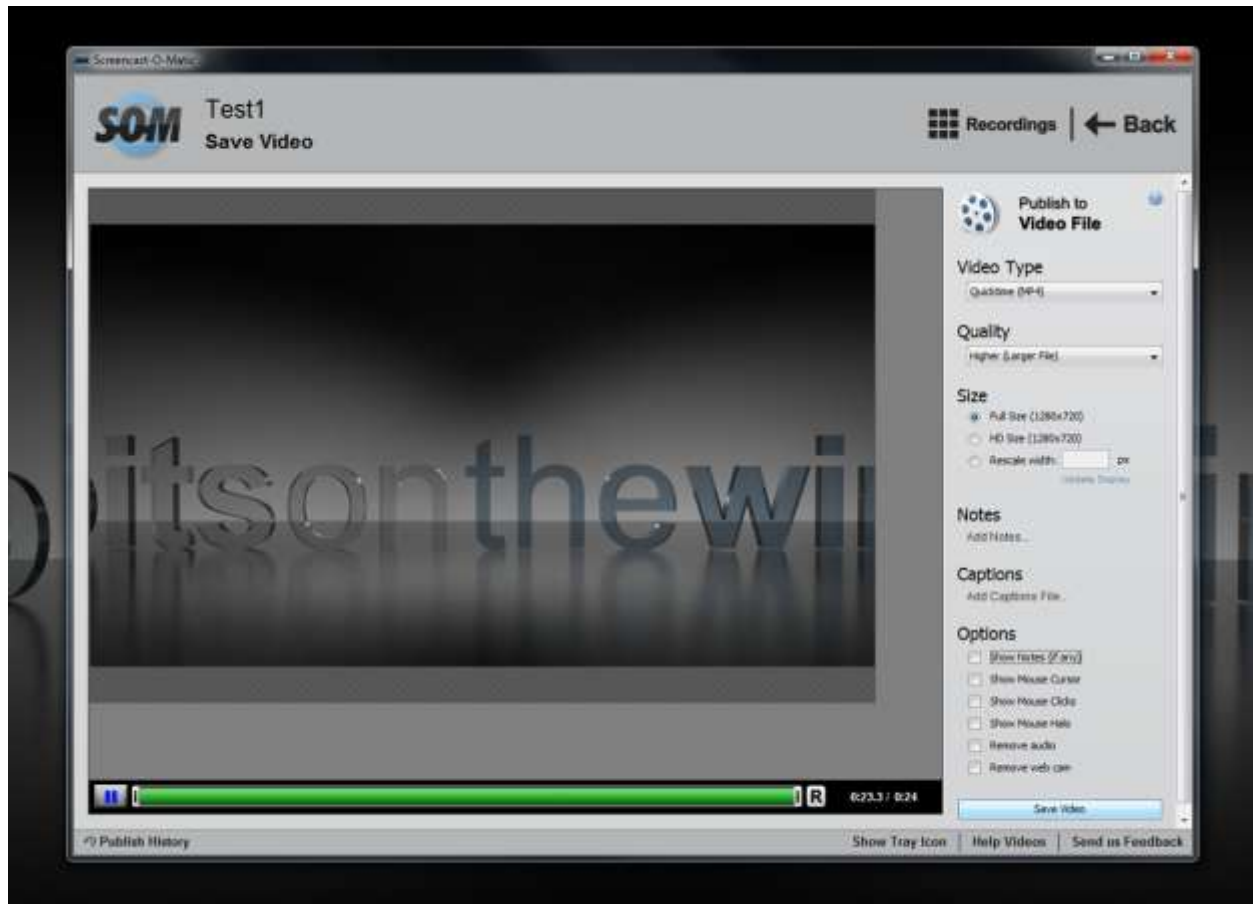 Screencast-O-Matic
SOM
Test1
Save Video
Recordings
Back
Publish to
Video File
Video Type
Quicktime (MP4)
Quality
Higher (Larger File)
Size
Full Size (1280x720)
HD Size (1280x720)
Rescale width: px
Update Display
Notes
Add Notes...
Captions
Add Captions File...
Options
Show Notes (if any)
Show Mouse Cursor
Show Mouse Clicks
Show Mouse Halo
Remove audio
Remove web cam
Save Video
bitsonthewi
R 0:23.3 / 0:24
Publish History
Show Tray Icon | Help Videos | Send us Feedback